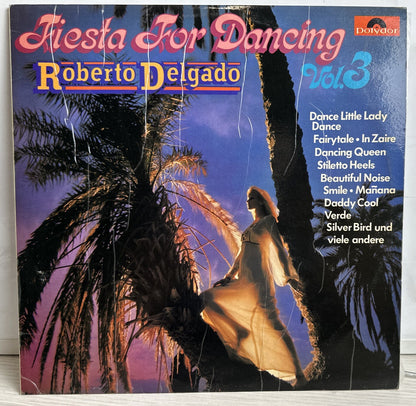 Fiesta For Dancing
Polydor
Roberto Delgado
Vol.3
Dance Little Lady
Dance
Fairytale • In Zaire
Dancing Queen
Stiletto Heels
Beautiful Noise
Smile • Mañana
Daddy Cool
Verde
Silver Bird und
viele andere